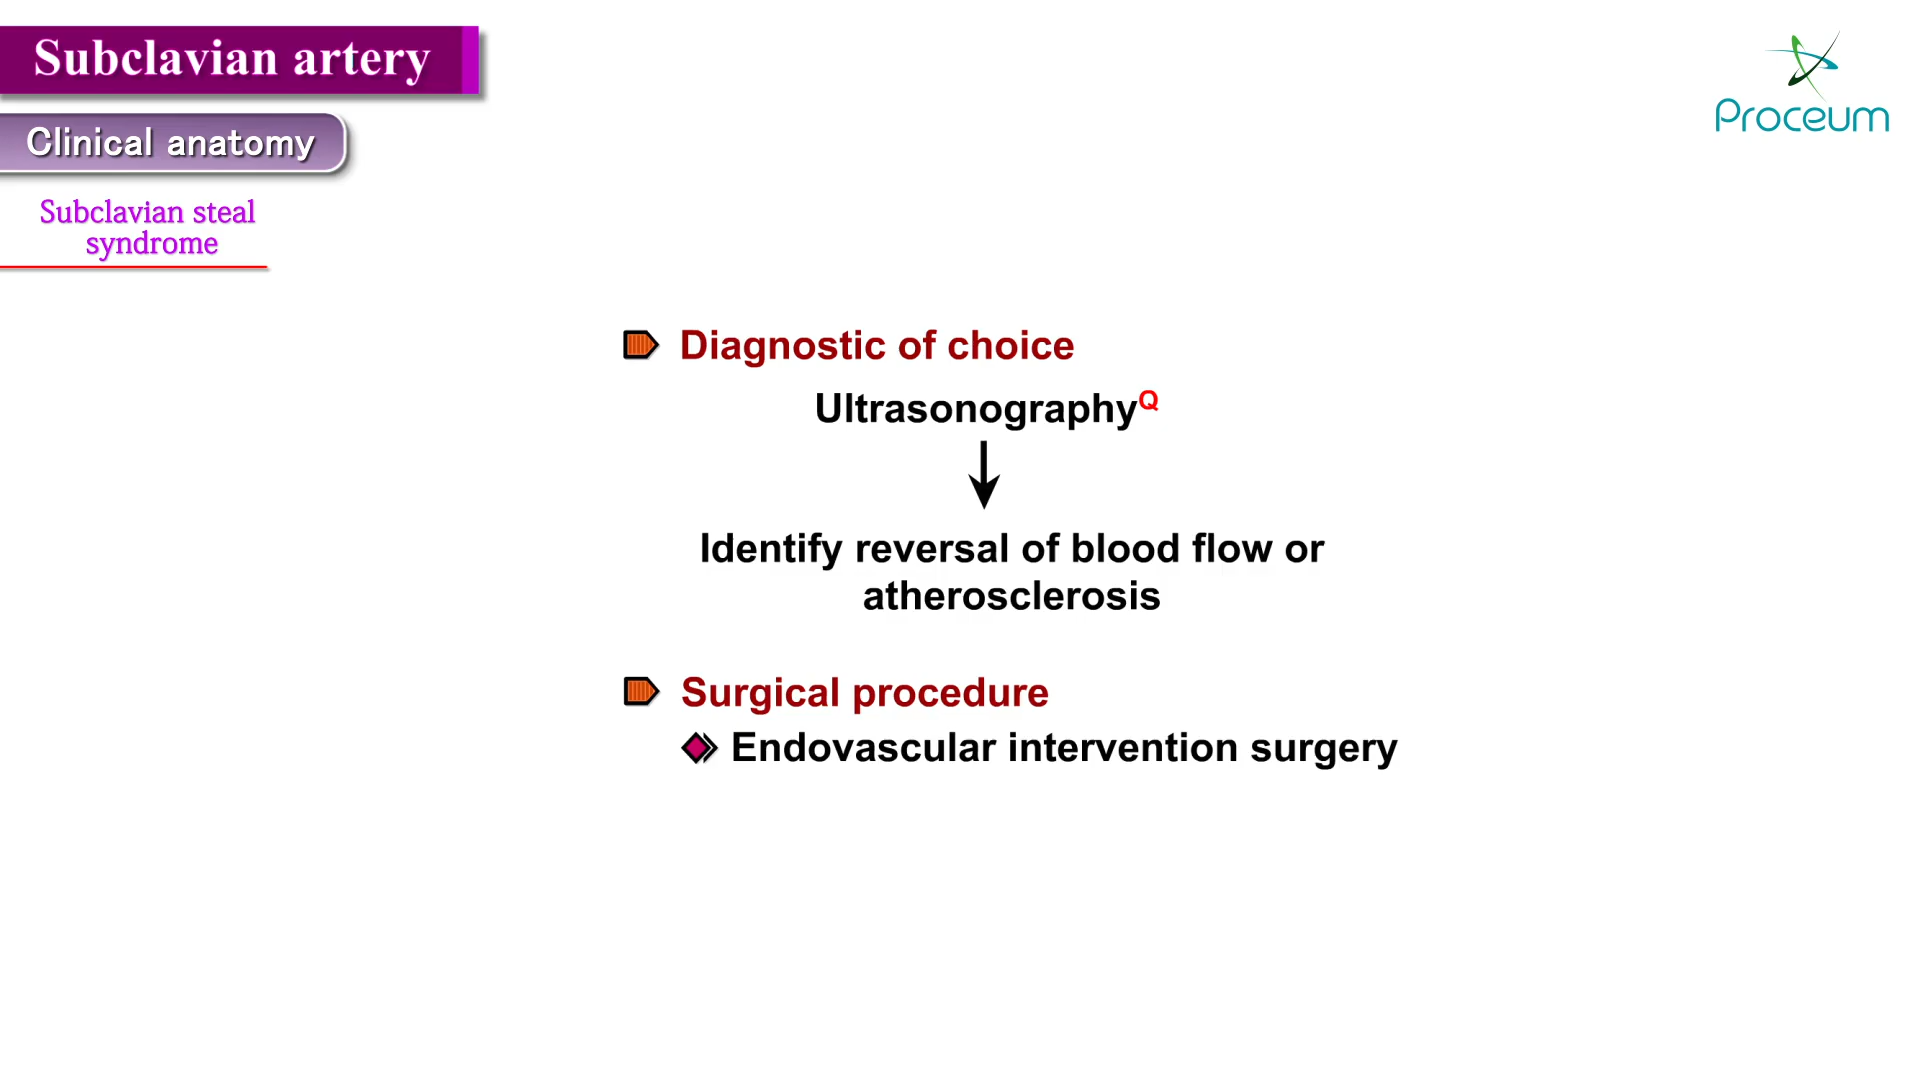 Subclavian artery
Proceum
Clinical anatomy
Subclavian steal
syndrome
Diagnostic of choice
UltrasonographyQ
Identify reversal of blood flow or
atherosclerosis
Surgical procedure
Endovascular intervention surgery